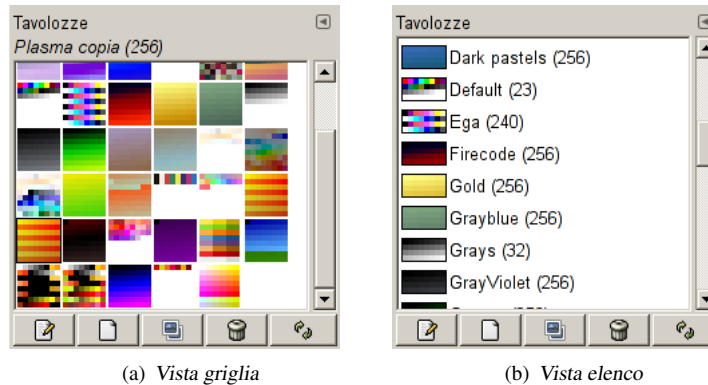 Tavolozze
Plasma copia (256)
Tavolozze
Dark pastels (256)
Default (23)
Ega (240)
Firecode (256)
Gold (256)
Grayblue (256)
Grays (32)
GrayViolet (256)
(a) Vista griglia
(b) Vista elenco